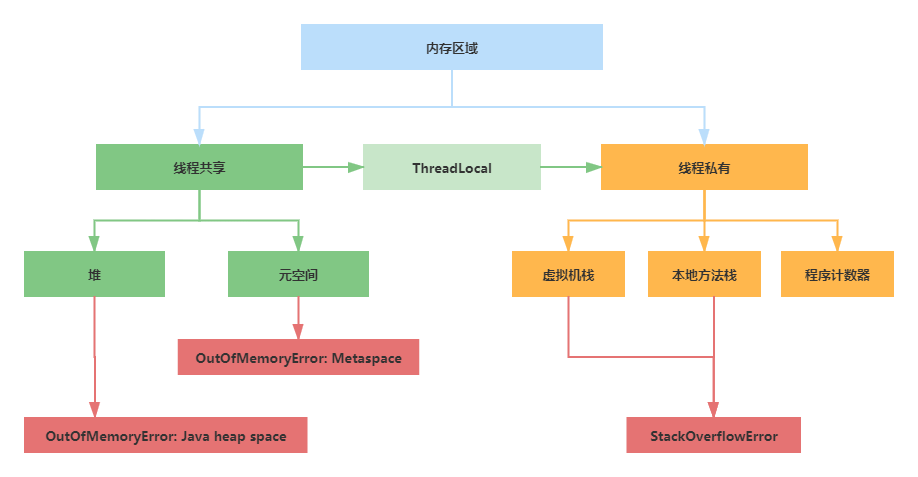 内存区域
线程共享
ThreadLocal
线程私有
堆
元空间
虚拟机栈
本地方法栈
程序计数器
OutOfMemoryError: Metaspace
OutOfMemoryError: Java heap space
StackOverflowError